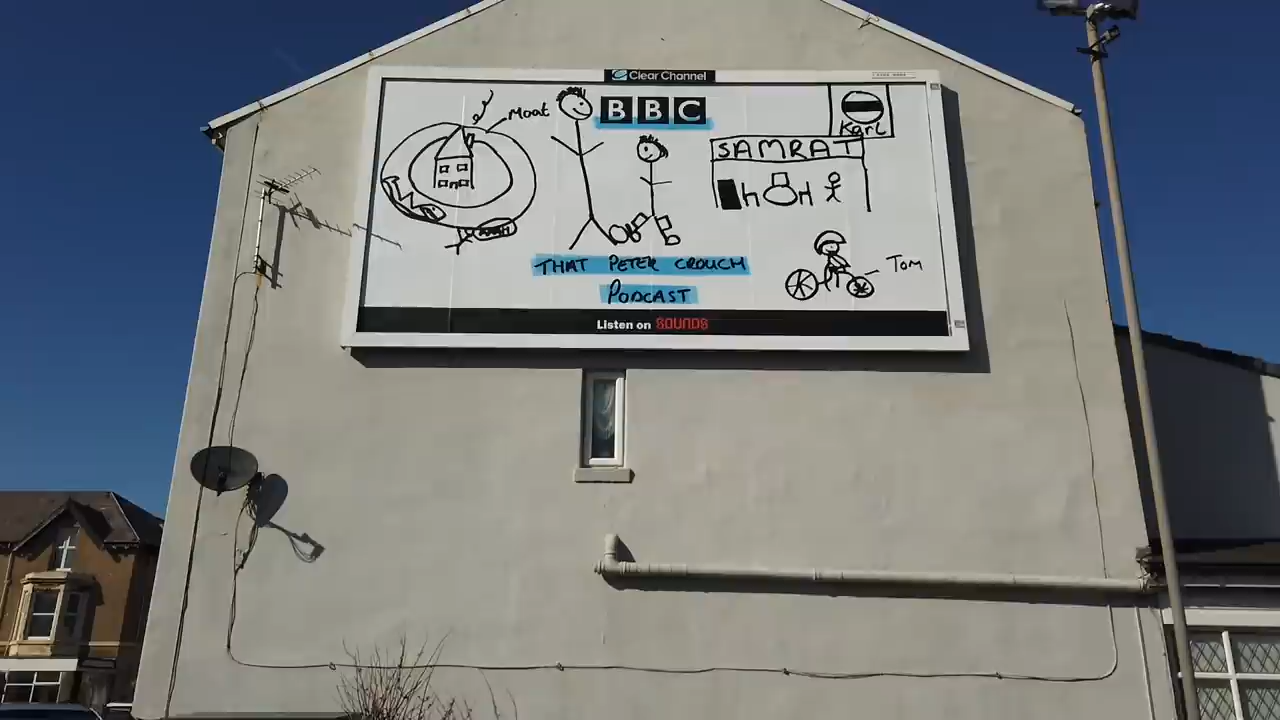 Clear Channel
Moat
BBC
Karl
SAMRAT
Tom
THAT PETER CROUCH
PODCAST
Listen on SOUNDS